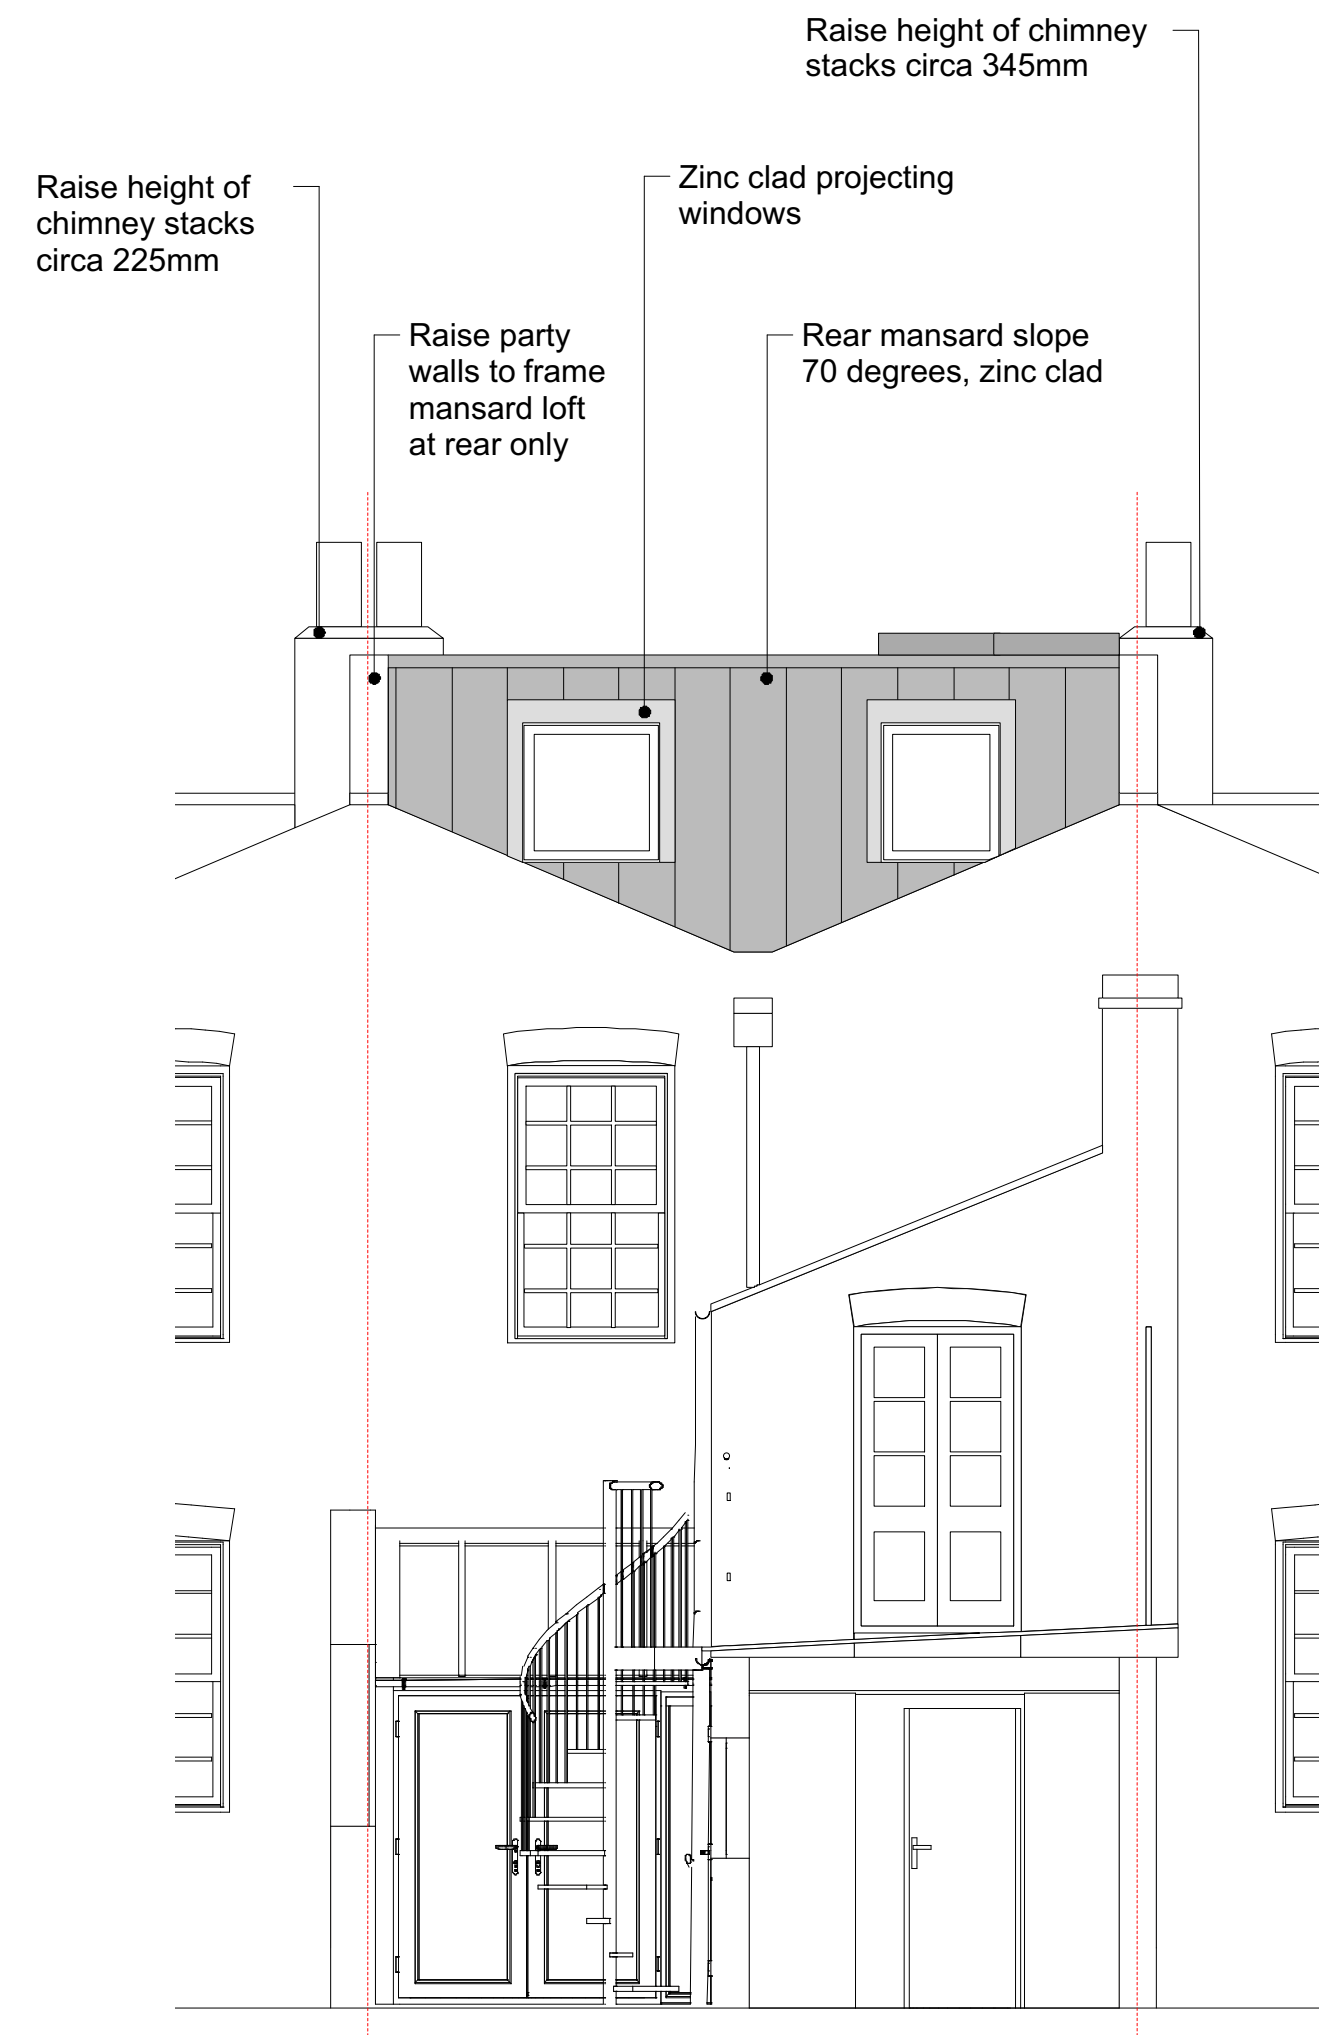 Raise height of chimney
stacks circa 345mm
Raise height of
chimney stacks
circa 225mm
Zinc clad projecting
windows
Raise party
walls to frame
mansard loft
at rear only
Rear mansard slope
70 degrees, zinc clad